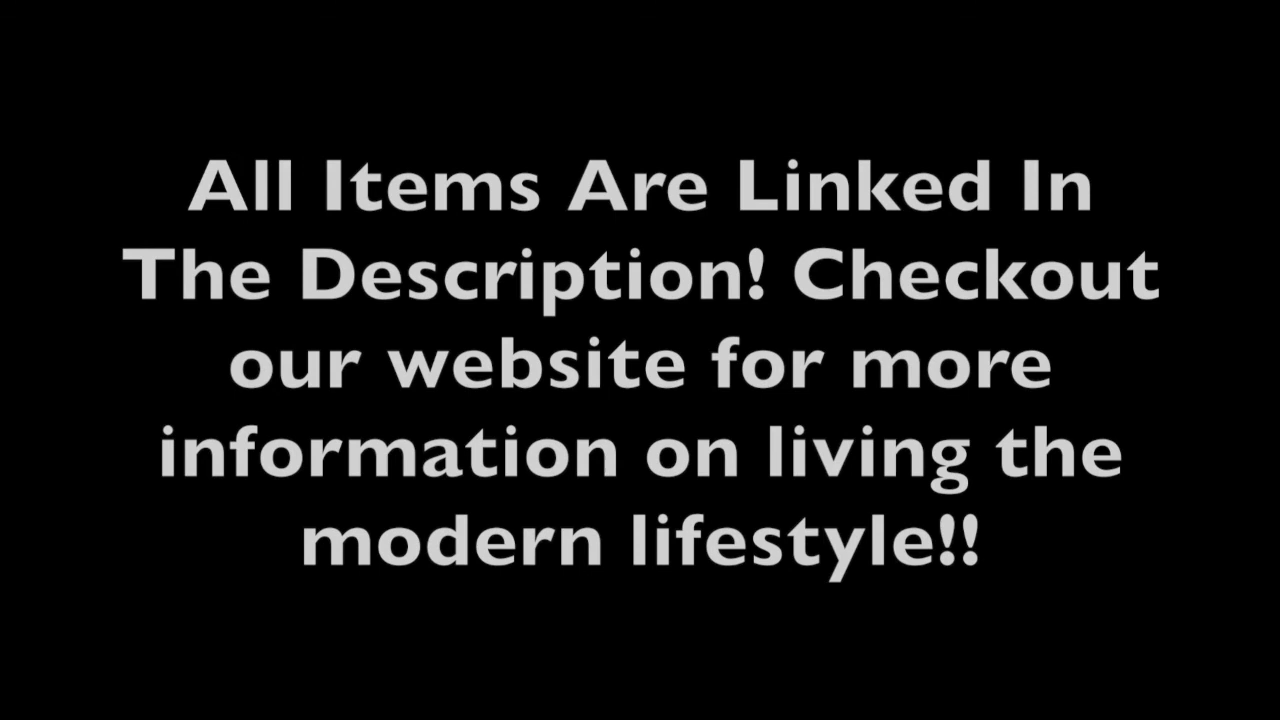 All Items Are Linked In
The Description! Checkout
our website for more
information on living the
modern lifestyle!!